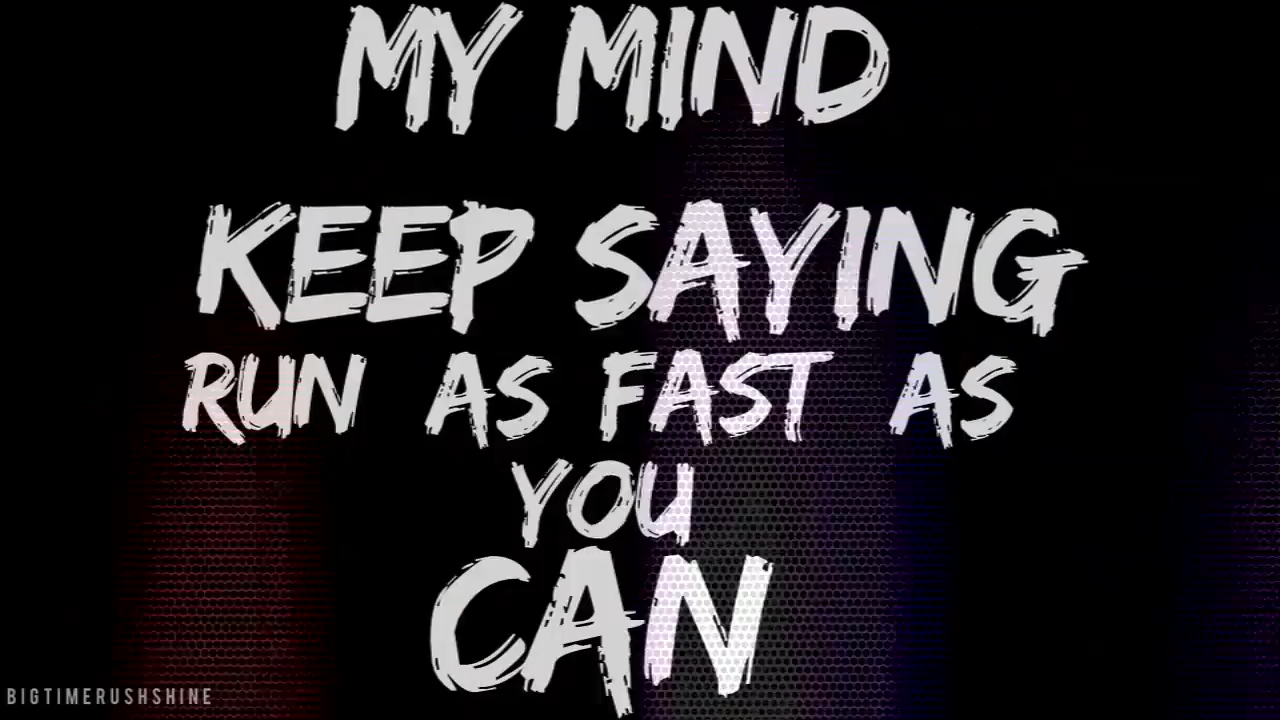 MY MIND
KEEP SAYING
RUN AS FAST AS
YOU
CAN
BIGTIMERUSHSHINE